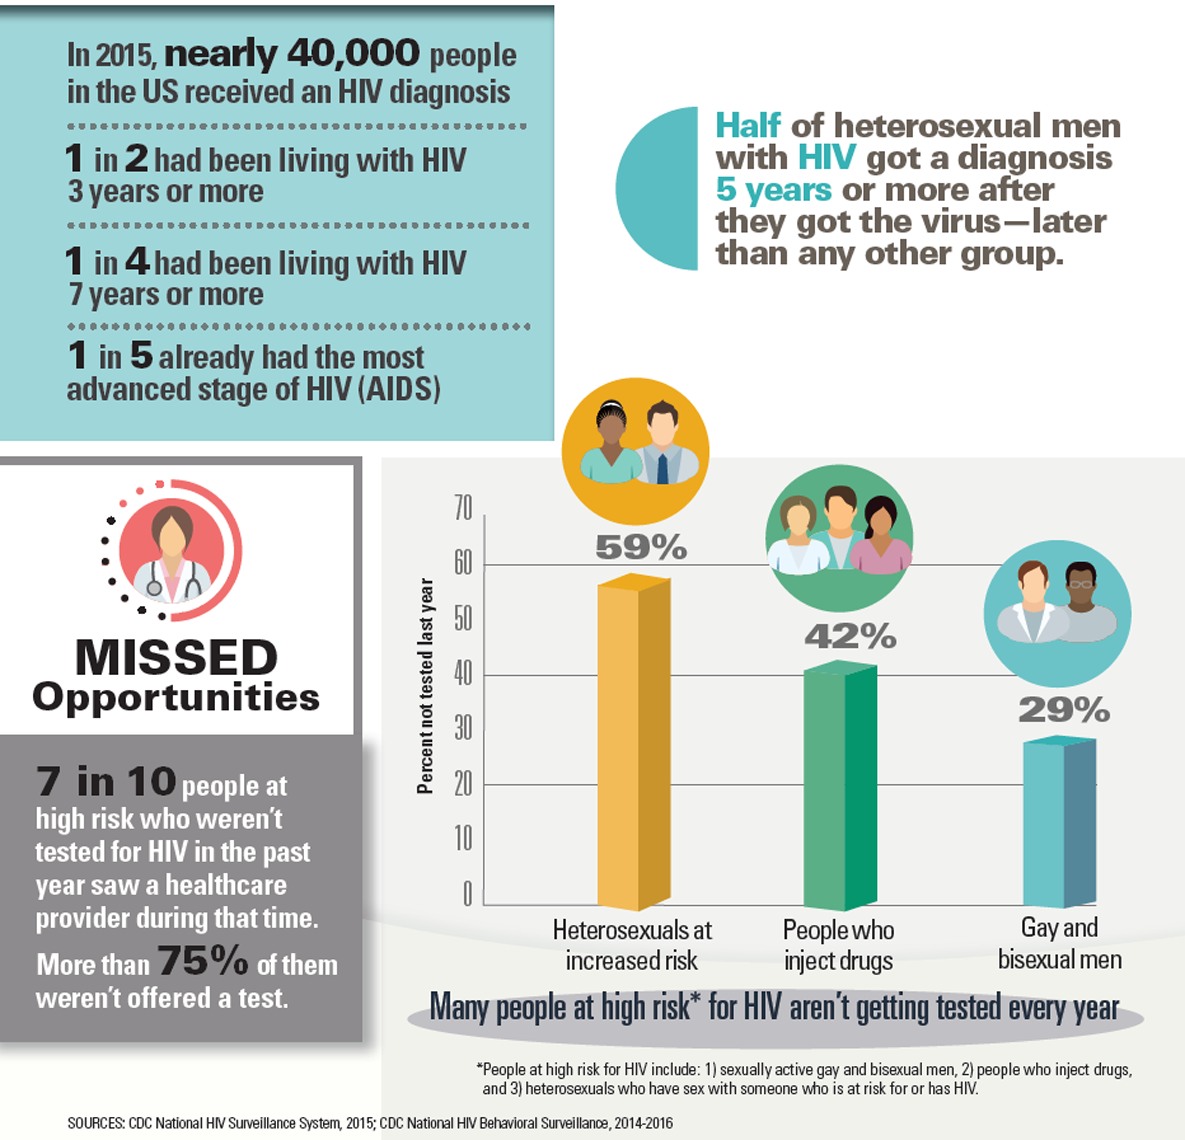 In 2015, nearly 40,000 people
in the US received an HIV diagnosis
1 in 2 had been living with HIV
3 years or more
1 in 4 had been living with HIV
7 years or more
1 in 5 already had the most
advanced stage of HIV (AIDS)
Half of heterosexual men
with HIV got a diagnosis
5 years or more after
they got the virus—later
than any other group.
MISSED
Opportunities
7 in 10 people at
high risk who weren't
tested for HIV in the past
year saw a healthcare
provider during that time.
More than 75% of them
weren't offered a test.
Percent not tested last year
70
60
50
40
30
20
10
0
59%
42%
29%
Heterosexuals at
increased risk
People who
inject drugs
Gay and
bisexual men
Many people at high risk* for HIV aren't getting tested every year
*People at high risk for HIV include: 1) sexually active gay and bisexual men, 2) people who inject drugs,
and 3) heterosexuals who have sex with someone who is at risk for or has HIV.
SOURCES: CDC National HIV Surveillance System, 2015; CDC National HIV Behavioral Surveillance, 2014-2016